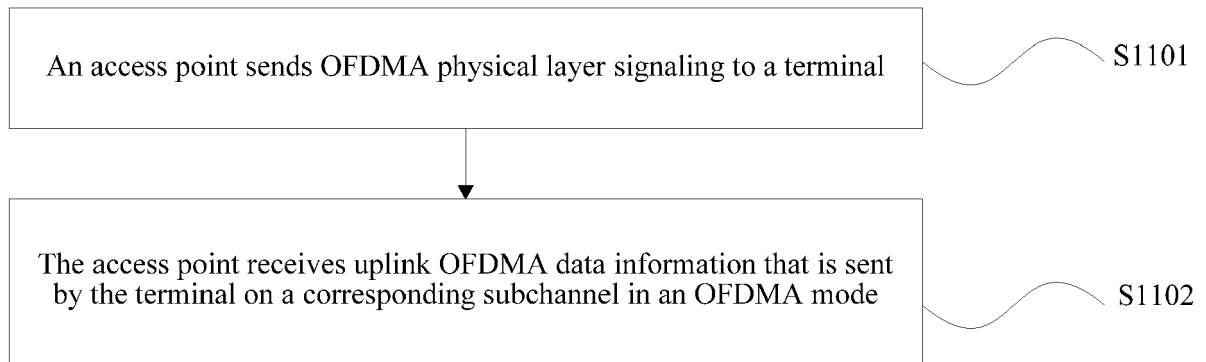 An access point sends OFDMA physical layer signaling to a terminal
S1101
The access point receives uplink OFDMA data information that is sent
by the terminal on a corresponding subchannel in an OFDMA mode
S1102